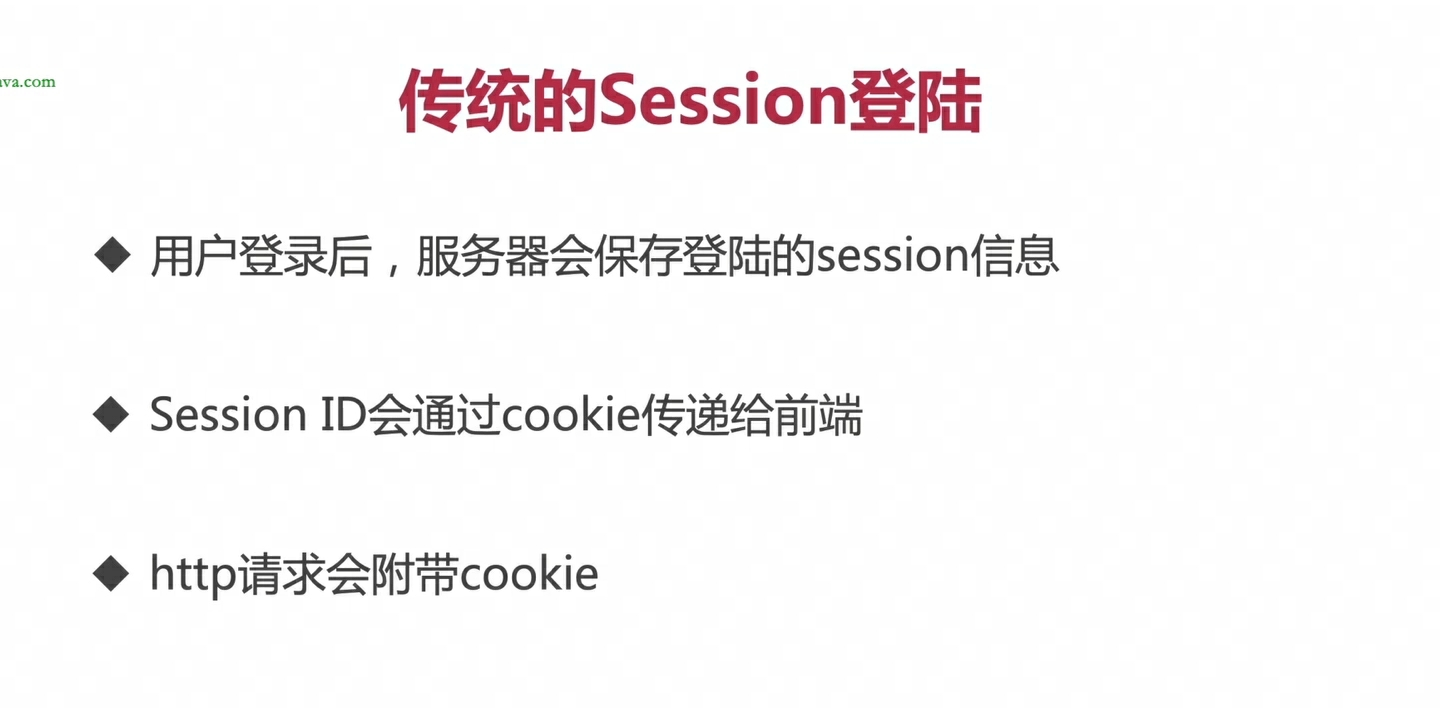 ava.com
传统的Session登陆
◆ 用户登录后，服务器会保存登陆的session信息
◆ Session ID会通过cookie传递给前端
◆ http请求会附带cookie